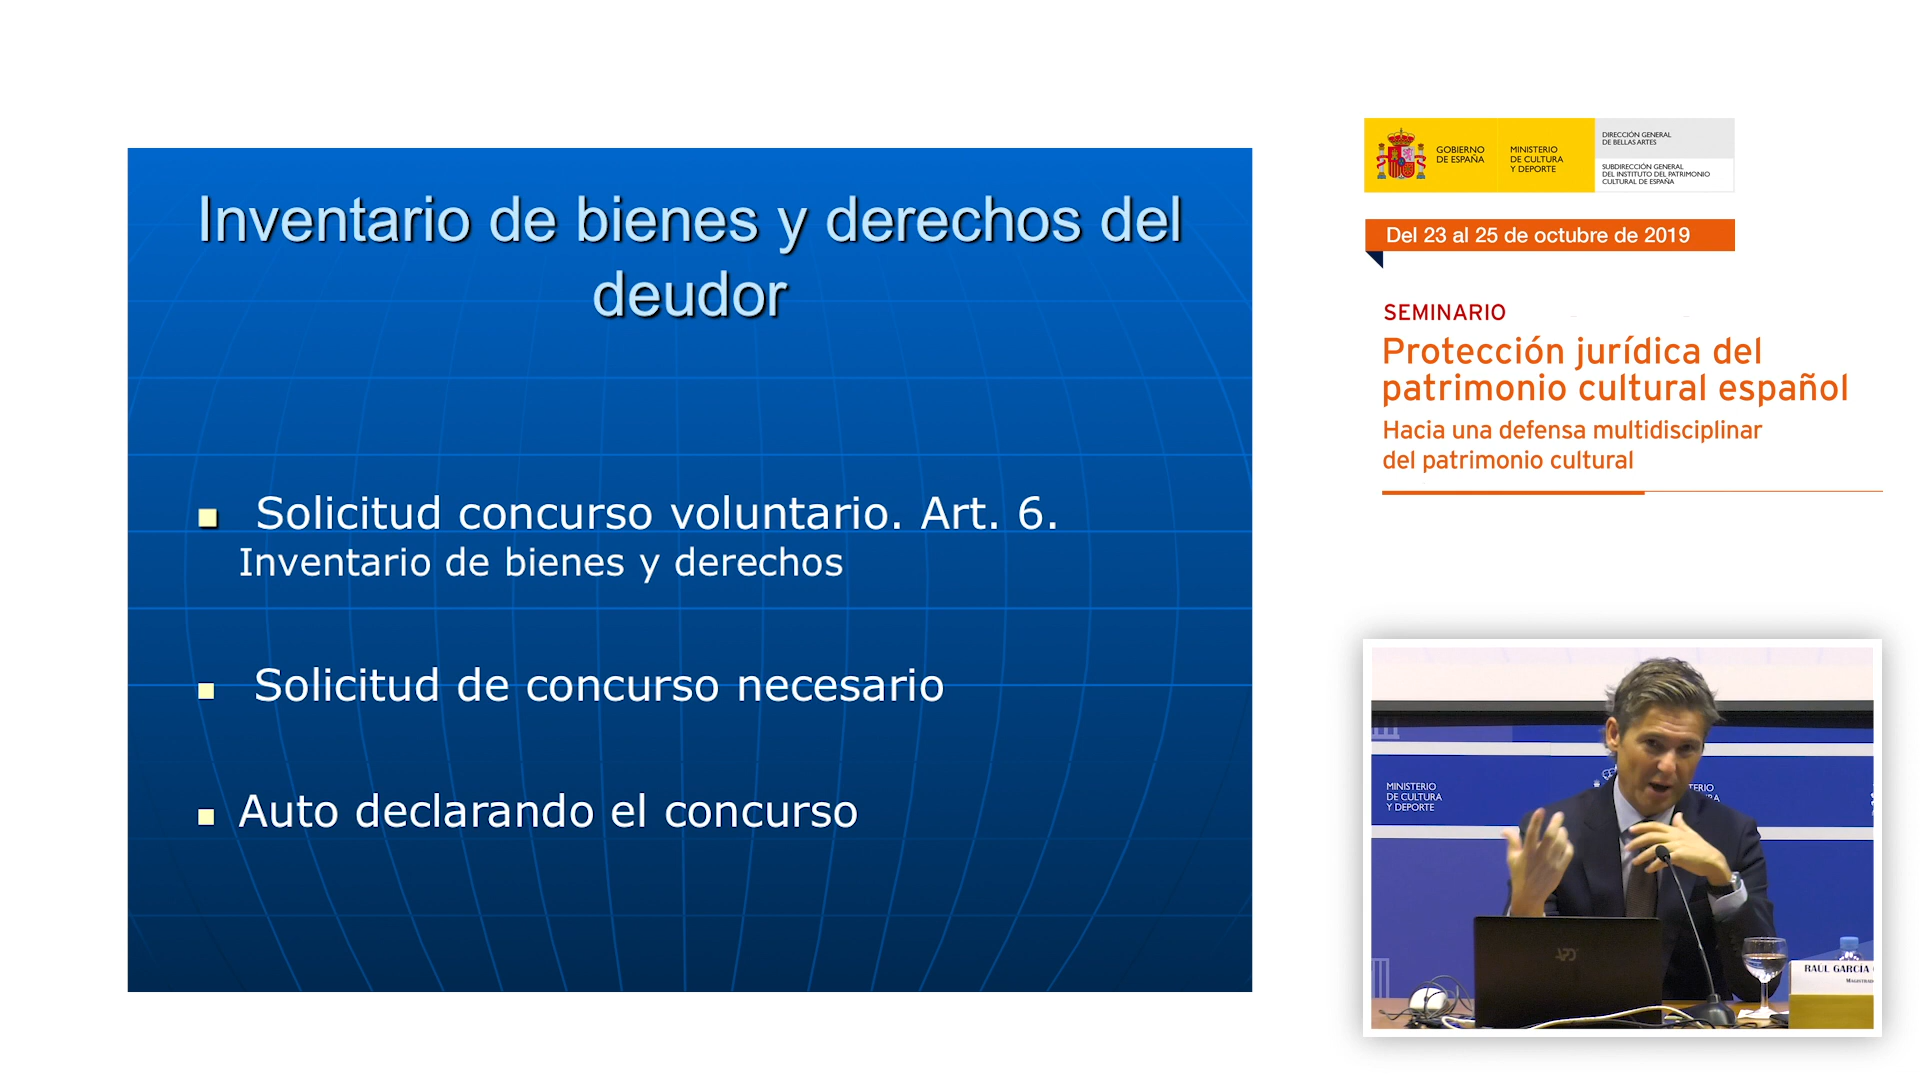 Inventario de bienes y derechos del
deudor
Solicitud concurso voluntario. Art. 6.
Inventario de bienes y derechos
Solicitud de concurso necesario
Auto declarando el concurso
GOBIERNO
DE ESPAÑA
MINISTERIO
DE CULTURA
Y DEPORTE
DIRECCIÓN GENERAL
DE BELLAS ARTES
SUBDIRECCIÓN GENERAL
DEL INSTITUTO DEL PATRIMONIO
CULTURAL DE ESPAÑA
Del 23 al 25 de octubre de 2019
SEMINARIO
Protección jurídica del
patrimonio cultural español
Hacia una defensa multidisciplinar
del patrimonio cultural
MINISTERIO
DE CULTURA
Y DEPORTE
RAÚL GARCÍA